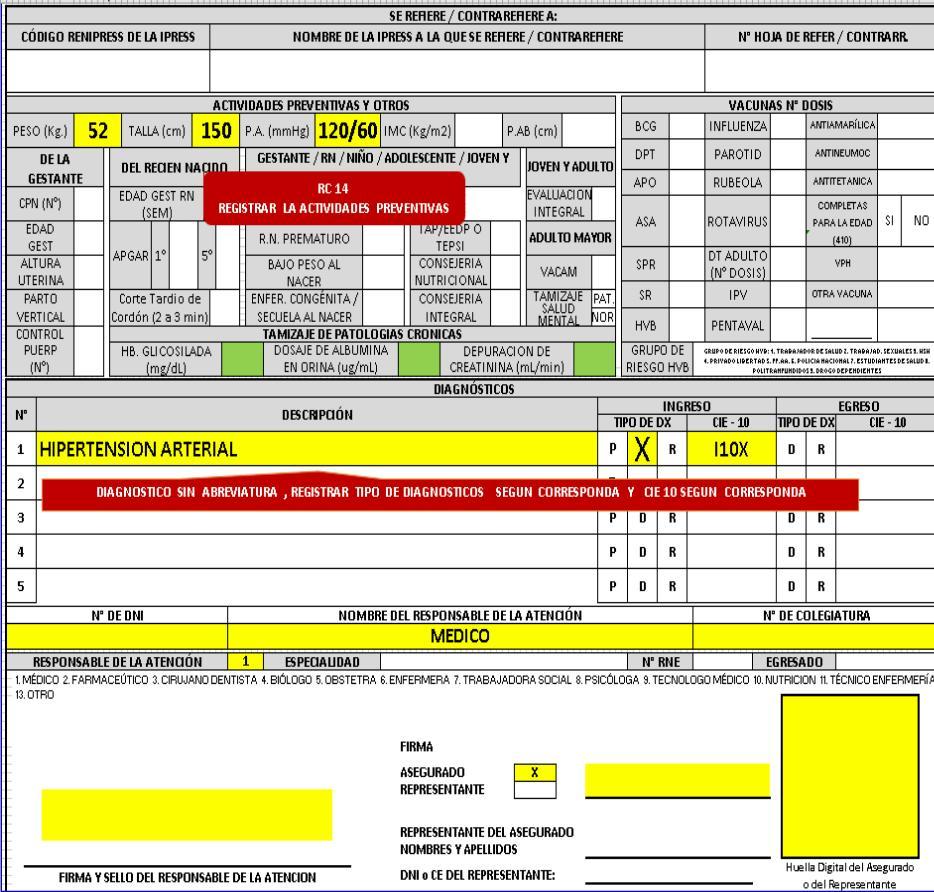 SE REFIERE / CONTRAREFIERE A:
CÓDIGO RENIPRESS DE LA IPRESS NOMBRE DE LA IPRESS A LA QUE SE REFIERE / CONTRAREFIERE N° HOJA DE REFER / CONTRARR.
ACTIVIDADES PREVENTIVAS Y OTROS
PESO (Kg.) 52 TALLA (cm) 150 P.A. (mmHg) 120/60 IMC (Kg/m2) P.AB (cm)
DE LA GESTANTE
CPN (N°)
EDAD GEST
ALTURA UTERINA
PARTO VERTICAL
CONTROL PUERP (N°)
DEL RECIEN NACIDO
EDAD GEST RN (SEM)
APGAR 1° 5°
Corte Tardio de Cordón (2 a 3 min)
GESTANTE / RN / NIÑO / ADOLESCENTE / JOVEN Y
RC 14
REGISTRAR LA ACTIVIDADES PREVENTIVAS
R.N. PREMATURO
BAJO PESO AL NACER
ENFER. CONGÉNITA / SECUELA AL NACER
TAP/EEDP O TEPSI
CONSEJERIA NUTRICIONAL
CONSEJERIA INTEGRAL
JOVEN Y ADULTO
EVALUACION INTEGRAL
ADULTO MAYOR
VACAM
TAMIZAJE SALUD MENTAL PAT. NOR
TAMIZAJE DE PATOLOGIAS CRONICAS
HB. GLICOSILADA (mg/dL) DOSAJE DE ALBUMINA EN ORINA (ug/mL) DEPURACION DE CREATININA (mL/min)
VACUNAS N° DOSIS
BCG INFLUENZA ANTIAMARÍLICA
DPT PAROTID ANTINEUMOC
APO RUBEOLA ANTITETANICA
ASA ROTAVIRUS COMPLETAS PARA LA EDAD (410) SI NO
SPR DT ADULTO (N° DOSIS) VPH
SR IPV OTRA VACUNA
HVB PENTAVAL
GRUPO DE RIESGO HVB
DIAGNÓSTICOS
N° DESCRIPCIÓN INGRESO EGRESO
TIPO DE DX CIE - 10 TIPO DE DX CIE - 10
1 HIPERTENSION ARTERIAL P X R I10X D R
2
DIAGNOSTICO SIN ABREVIATURA , REGISTRAR TIPO DE DIAGNOSTICOS SEGUN CORRESPONDA Y CIE 10 SEGUN CORRESPONDA
3 P D R D R
4 P D R D R
5 P D R D R
N° DE DNI NOMBRE DEL RESPONSABLE DE LA ATENCIÓN N° DE COLEGIATURA
MEDICO
RESPONSABLE DE LA ATENCIÓN 1 ESPECIALIDAD N° RNE EGRESADO
1. MÉDICO 2. FARMACEÚTICO 3. CIRUJANO DENTISTA 4. BIÓLOGO 5. OBSTETRA 6. ENFERMERA 7. TRABAJADORA SOCIAL 8. PSICÓLOGA 9. TECNOLOGO MÉDICO 10. NUTRICION 11. TÉCNICO ENFERMERÍA
13. OTRO
FIRMA
ASEGURADO X
REPRESENTANTE
REPRESENTANTE DEL ASEGURADO
NOMBRES Y APELLIDOS
DNI o CE DEL REPRESENTANTE:
FIRMA Y SELLO DEL RESPONSABLE DE LA ATENCION
Huella Digital del Asegurado
o del Representante